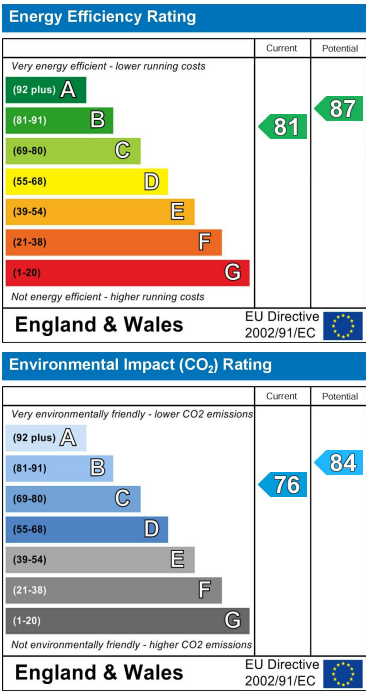 Energy Efficiency Rating
Current Potential
Very energy efficient - lower running costs
(92 plus) A
(81-91) B
(69-80) C
(55-68) D
(39-54) E
(21-38) F
(1-20) G
81
87
Not energy efficient - higher running costs
England & Wales
EU Directive
2002/91/EC
Environmental Impact (CO₂) Rating
Current Potential
Very environmentally friendly - lower CO2 emissions
(92 plus) A
(81-91) B
(69-80) C
(55-68) D
(39-54) E
(21-38) F
(1-20) G
76
84
Not environmentally friendly - higher CO2 emissions
England & Wales
EU Directive
2002/91/EC